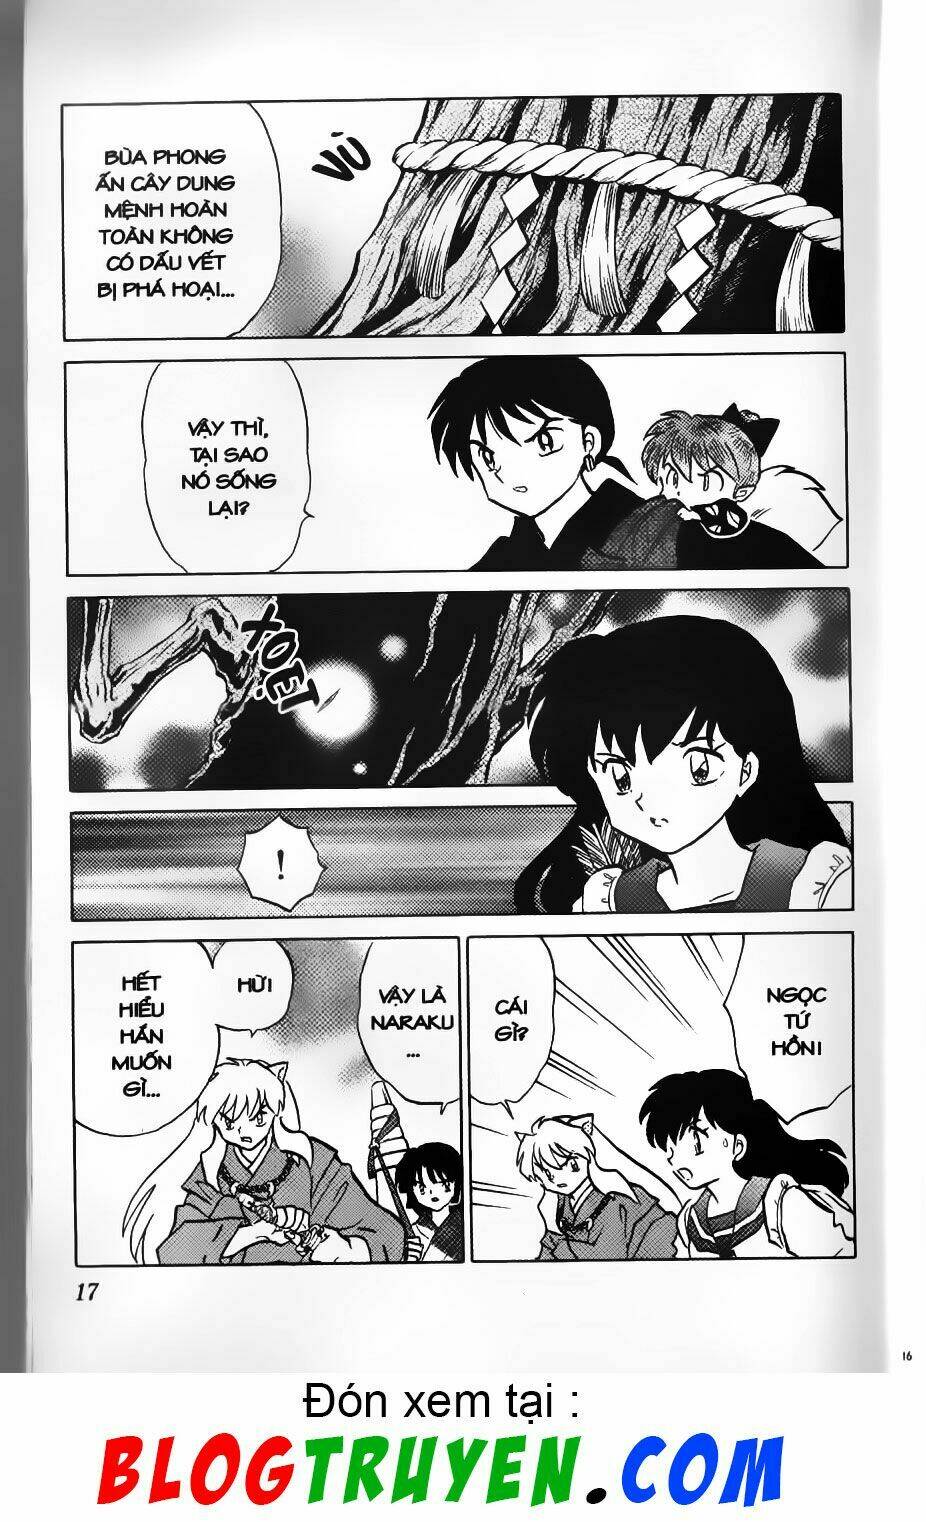 BÙA PHONG
ẤN CÂY DUNG
MỆNH HOÀN
TOÀN KHÔNG
CÓ DẤU VẾT
BỊ PHÁ HOẠI...
VÙ
VẬY THÌ,
TẠI SAO
NÓ SỐNG
LẠI?
XOẸT
!
HẾT
HIỂU
HẮN
MUỐN
GÌ...
HỪ!
VẬY LÀ
NARAKU
...
CÁI
GÌ?
NGỌC
TỨ
HỒN!
17
16
Đón xem tại :
BLOGTRUYEN.COM